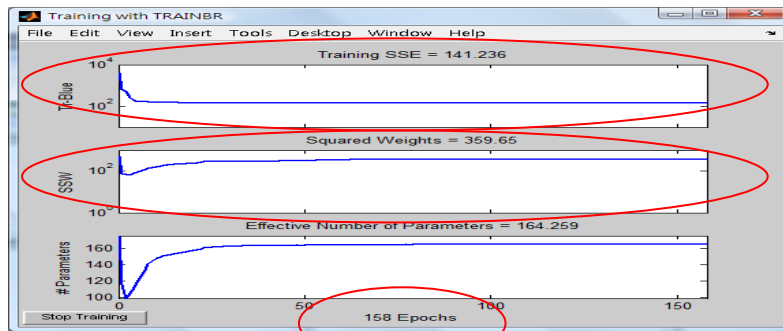 Training with TRAINBR
File Edit View Insert Tools Desktop Window Help
Training SSE = 141.236
10^4
10^2
Tr-Blue
Squared Weights = 359.65
10^2
10^0
SSW
Effective Number of Parameters = 164.259
160
140
120
100
# Parameters
0 50 100 150
Stop Training
158 Epochs